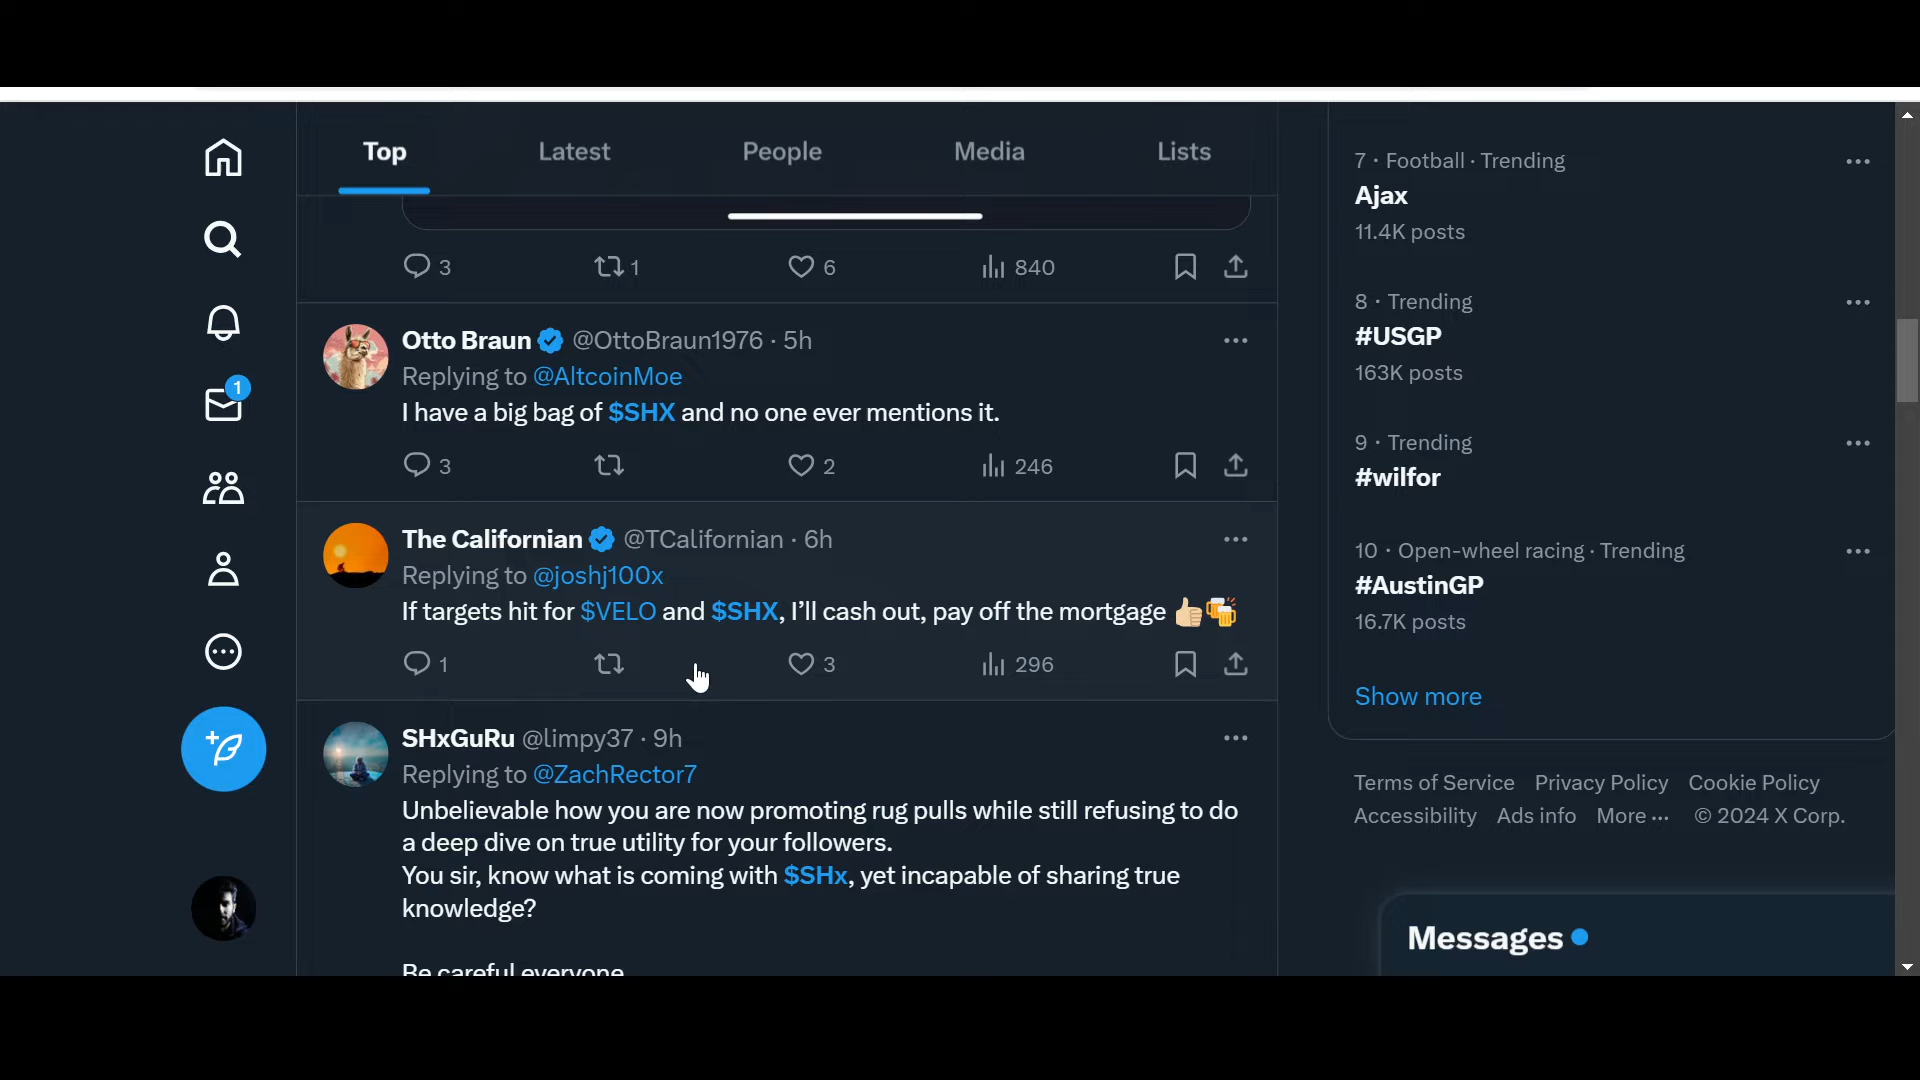 Top Latest People Media Lists
3 1 6 840
Otto Braun @OttoBraun1976 · 5h
Replying to @AltcoinMoe
I have a big bag of $SHX and no one ever mentions it.
3 2 246
The Californian @TCalifornian · 6h
Replying to @joshj100x
If targets hit for $VELO and $SHX, I’ll cash out, pay off the mortgage 👍🏼🍻
1 3 296
SHxGuRu @limpy37 · 9h
Replying to @ZachRector7
Unbelievable how you are now promoting rug pulls while still refusing to do
a deep dive on true utility for your followers.
You sir, know what is coming with $SHx, yet incapable of sharing true
knowledge?
Be careful everyone
1
7 · Football · Trending
Ajax
11.4K posts
8 · Trending
#USGP
163K posts
9 · Trending
#wilfor
10 · Open-wheel racing · Trending
#AustinGP
16.7K posts
Show more
Terms of Service Privacy Policy Cookie Policy
Accessibility Ads info More ··· © 2024 X Corp.
Messages